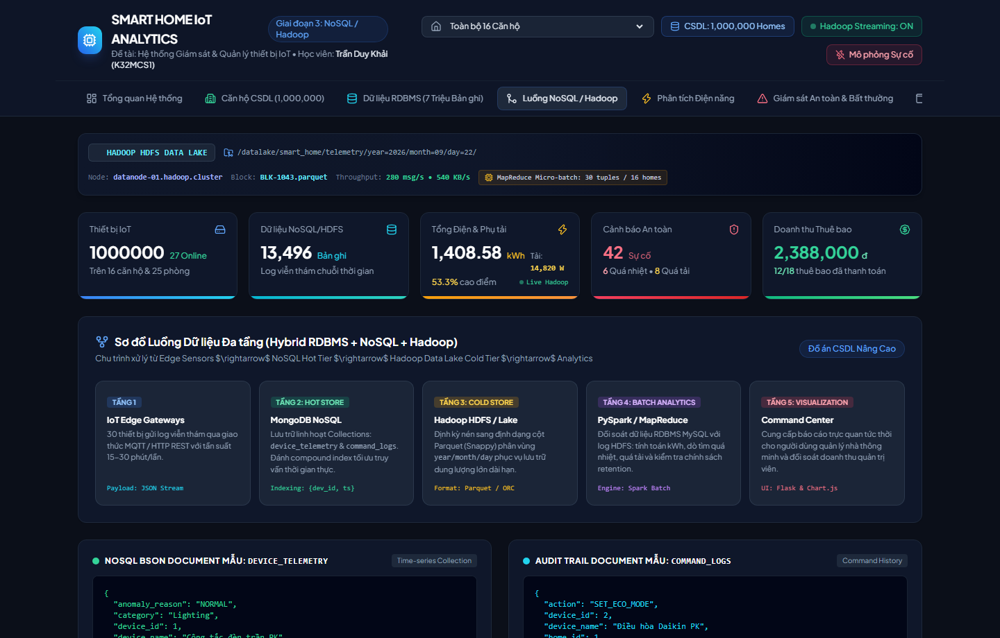 SMART HOME IoT
ANALYTICS
Đề tài: Hệ thống Giám sát & Quản lý thiết bị IoT • Học viên: Trần Duy Khải
(K32MCS1)
Giai đoạn 3: NoSQL /
Hadoop
Toàn bộ 16 Căn hộ
CSDL: 1,000,000 Homes
Hadoop Streaming: ON
Mô phỏng Sự cố
Tổng quan Hệ thống
Căn hộ CSDL (1,000,000)
Dữ liệu RDBMS (7 Triệu Bản ghi)
Luồng NoSQL / Hadoop
Phân tích Điện năng
Giám sát An toàn & Bất thường
HADOOP HDFS DATA LAKE
/datalake/smart_home/telemetry/year=2026/month=09/day=22/
Node: datanode-01.hadoop.cluster Block: BLK-1043.parquet Throughput: 280 msg/s • 540 KB/s
MapReduce Micro-batch: 30 tuples / 16 homes
Thiết bị IoT
1000000 27 Online
Trên 16 căn hộ & 25 phòng
Dữ liệu NoSQL/HDFS
13,496 Bản ghi
Log viễn thám chuỗi thời gian
Tổng Điện & Phụ tải
1,408.58 kWh Tải:
14,820 W
53.3% cao điểm
Live Hadoop
Cảnh báo An toàn
42 Sự cố
6 Quá nhiệt • 8 Quá tải
Doanh thu Thuê bao
2,388,000 đ
12/18 thuê bao đã thanh toán
Sơ đồ Luồng Dữ liệu Đa tầng (Hybrid RDBMS + NoSQL + Hadoop)
Chu trình xử lý từ Edge Sensors $\rightarrow$ NoSQL Hot Tier $\rightarrow$ Hadoop Data Lake Cold Tier $\rightarrow$ Analytics
Đồ án CSDL Nâng Cao
TẦNG 1
IoT Edge Gateways
30 thiết bị gửi log viễn thám qua giao
thức MQTT / HTTP REST với tần suất
15-30 phút/lần.
Payload: JSON Stream
TẦNG 2: HOT STORE
MongoDB NoSQL
Lưu trữ linh hoạt Collections:
device_telemetry & command_logs.
Đánh compound index tối ưu truy
vấn thời gian thực.
Indexing: {dev_id, ts}
TẦNG 3: COLD STORE
Hadoop HDFS / Lake
Định kỳ nén sang định dạng cột
Parquet (Snappy) phân vùng
year/month/day phục vụ lưu trữ
dung lượng lớn dài hạn.
Format: Parquet / ORC
TẦNG 4: BATCH ANALYTICS
PySpark / MapReduce
Đối soát dữ liệu RDBMS MySQL với
log HDFS: tính toán kWh, dò tìm quá
nhiệt, quá tải và kiểm tra chính sách
retention.
Engine: Spark Batch
TẦNG 5: VISUALIZATION
Command Center
Cung cấp báo cáo trực quan tức thời
cho người dùng quản lý nhà thông
minh và đối soát doanh thu quản trị
viên.
UI: Flask & Chart.js
NOSQL BSON DOCUMENT MẪU: DEVICE_TELEMETRY
Time-series Collection
{
"anomaly_reason": "NORMAL",
"category": "Lighting",
"device_id": 1,
"device_name": "Công tắc đèn trần PK",
AUDIT TRAIL DOCUMENT MẪU: COMMAND_LOGS
Command History
{
"action": "SET_ECO_MODE",
"device_id": 2,
"device_name": "Điều hòa Daikin PK",
"home_id": 1,